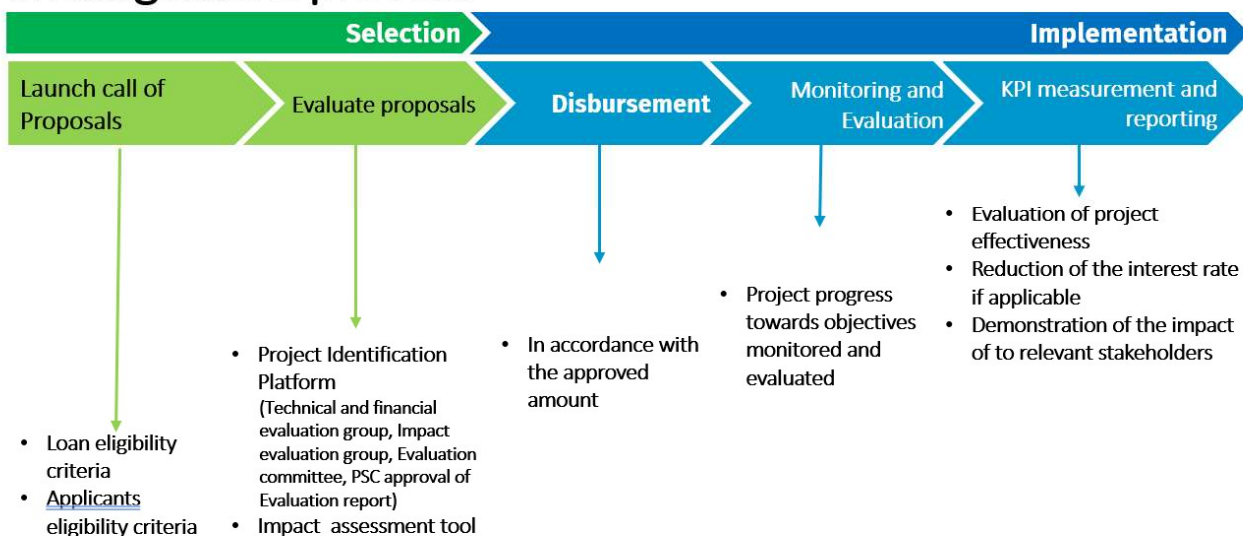 Selection
Implementation
Launch call of
Proposals
Evaluate proposals
Disbursement
Monitoring and
Evaluation
KPI measurement and
reporting
• Loan eligibility
criteria
• Applicants
eligibility criteria
• Project Identification
Platform
(Technical and financial
evaluation group, Impact
evaluation group, Evaluation
committee, PSC approval of
Evaluation report)
• Impact assessment tool
• In accordance with
the approved
amount
• Project progress
towards objectives
monitored and
evaluated
• Evaluation of project
effectiveness
• Reduction of the interest rate
if applicable
• Demonstration of the impact
of to relevant stakeholders